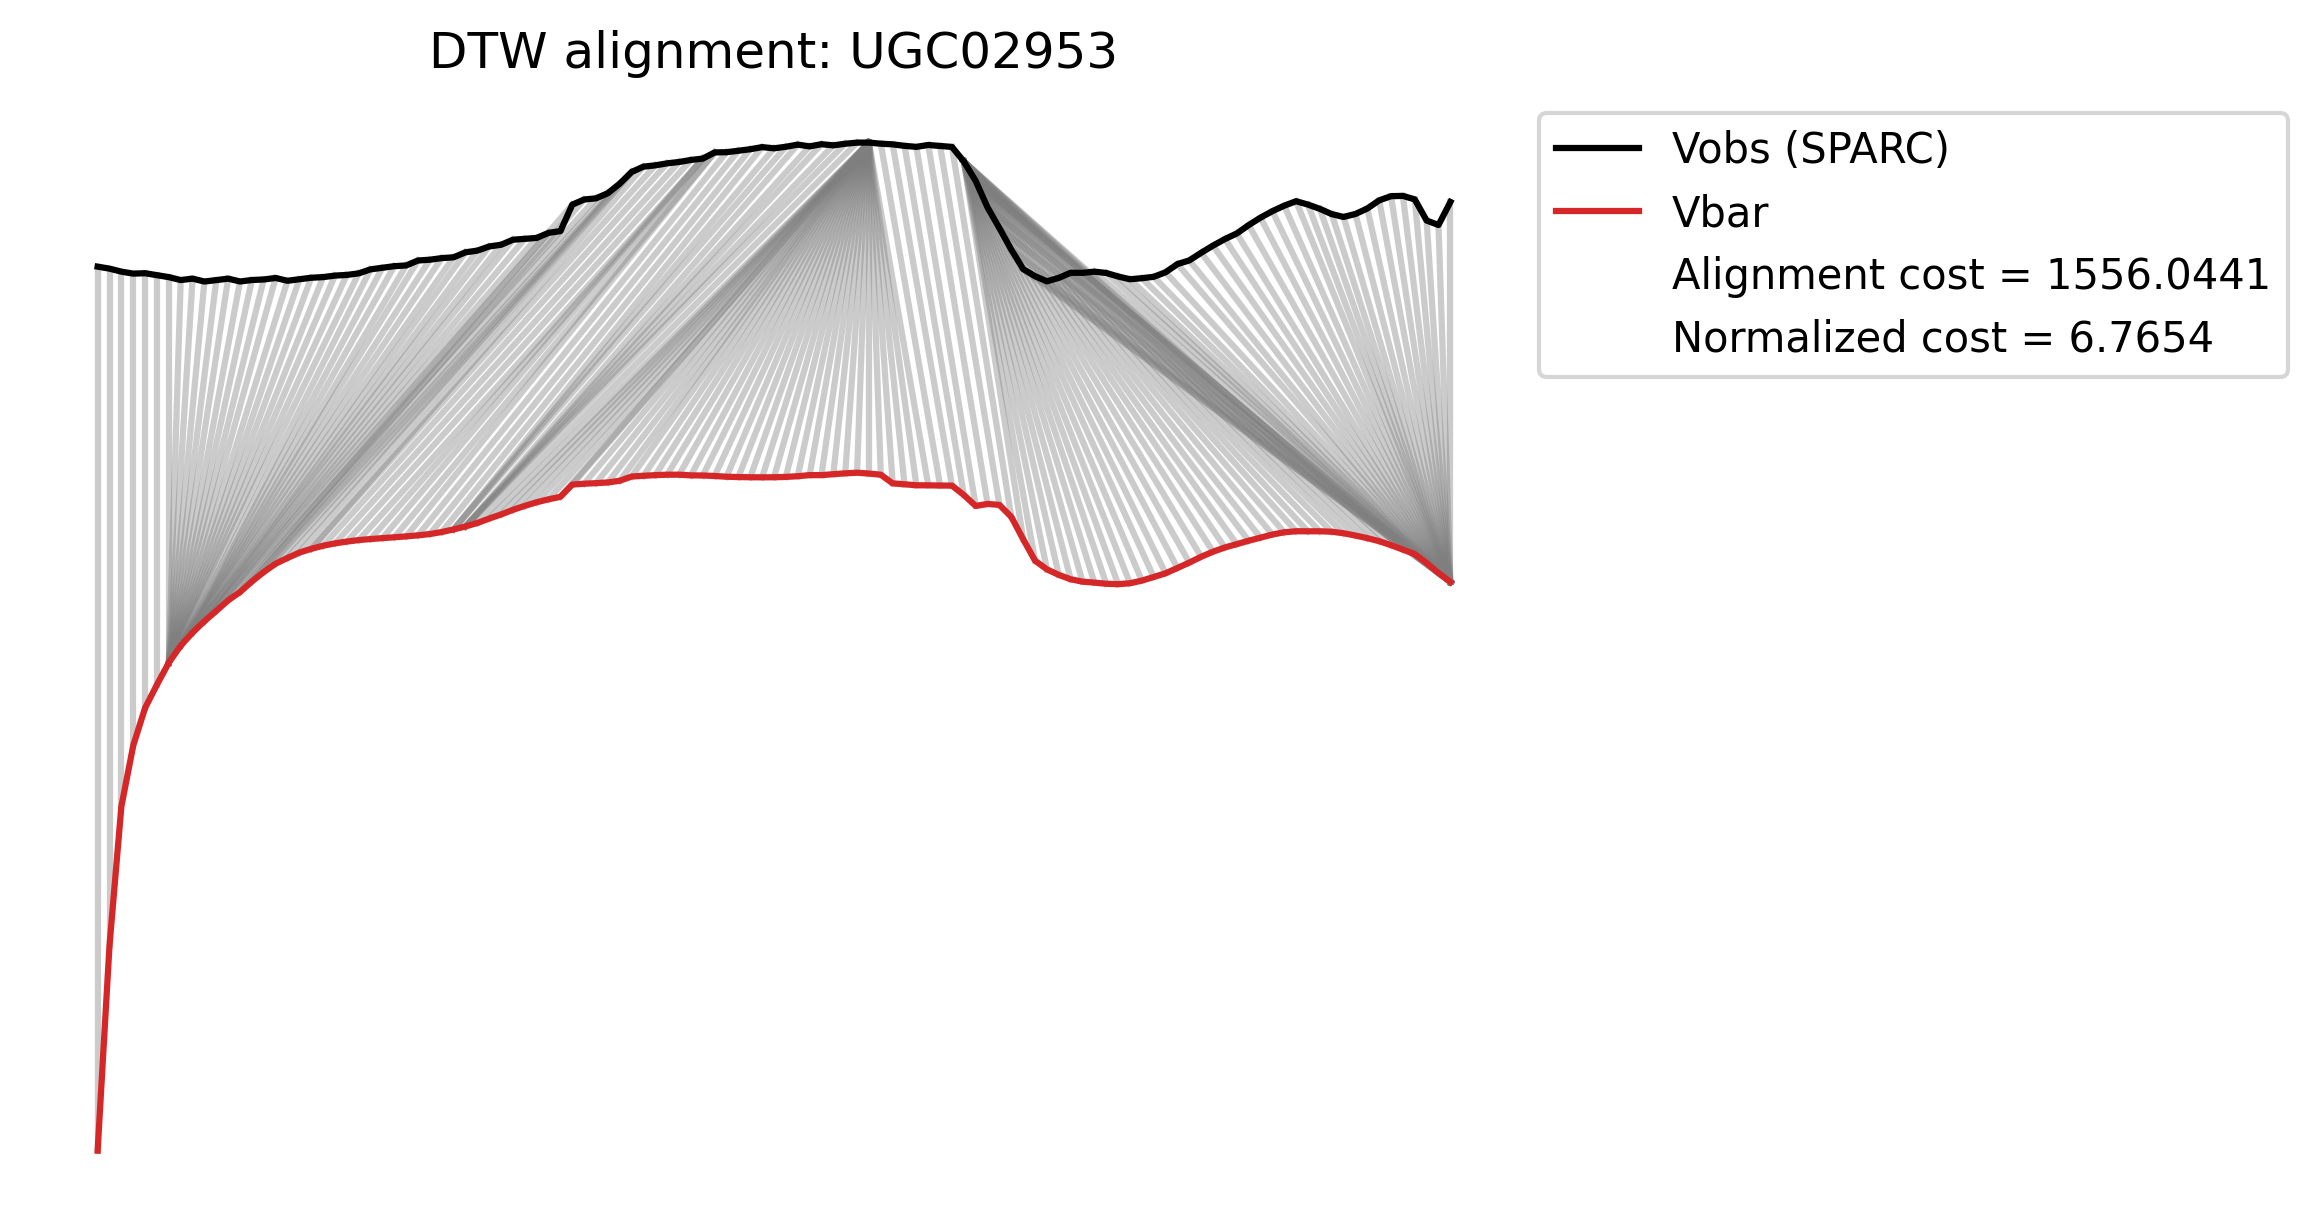 DTW alignment: UGC02953
Vobs (SPARC)
Vbar
Alignment cost = 1556.0441
Normalized cost = 6.7654